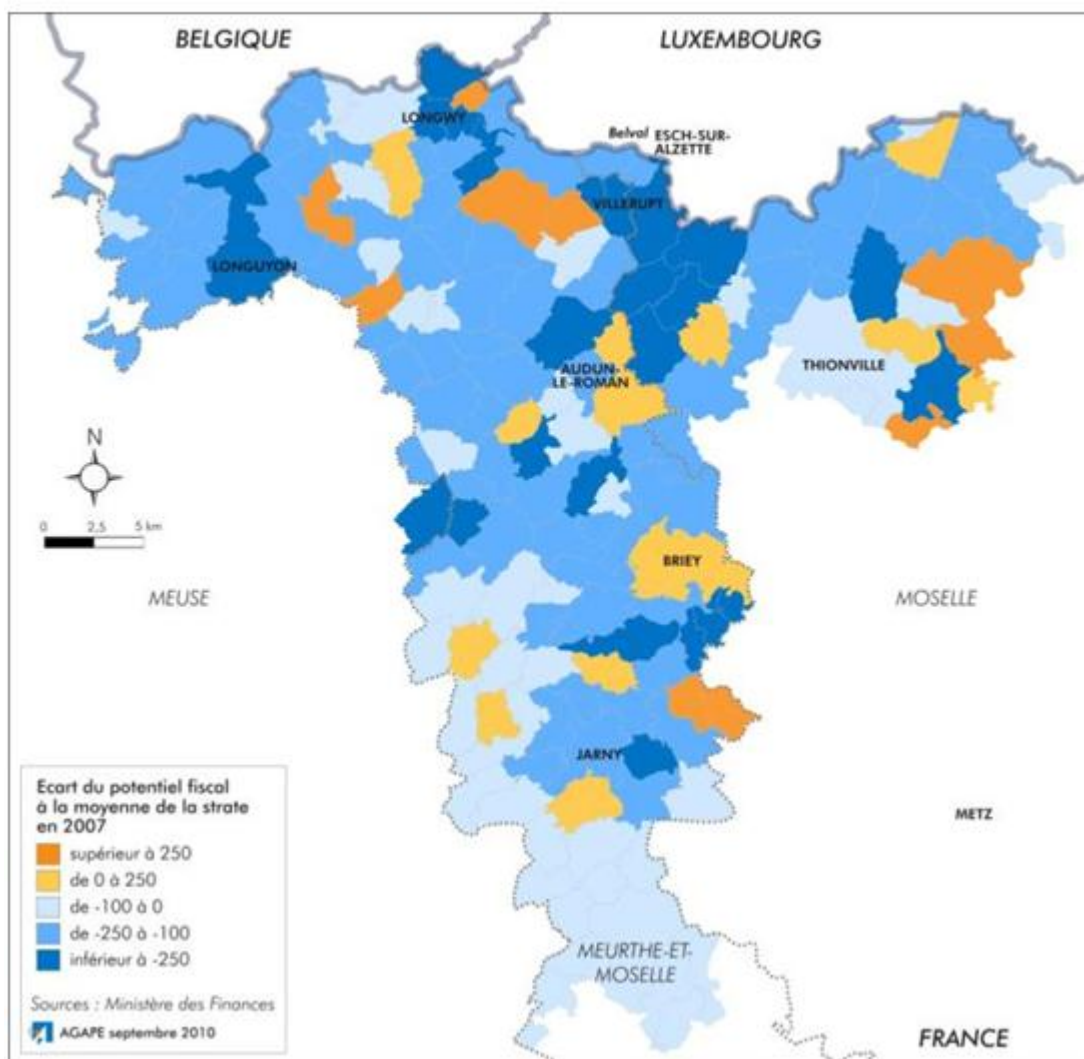 BELGIQUE
LUXEMBOURG
LONGWY
Belval ESCH-SUR-
ALZETTE
VILLERUPT
LONGUYON
THIONVILLE
AUDUN-
LE-ROMAN
N
0 2,5 5 km
BRIEY
MEUSE
MOSELLE
JARNY
Ecart du potentiel fiscal
à la moyenne de la strate
en 2007
supérieur à 250
de 0 à 250
de -100 à 0
de -250 à -100
inférieur à -250
Sources : Ministère des Finances
AGAPE septembre 2010
METZ
MEURTHE-ET-
MOSELLE
FRANCE